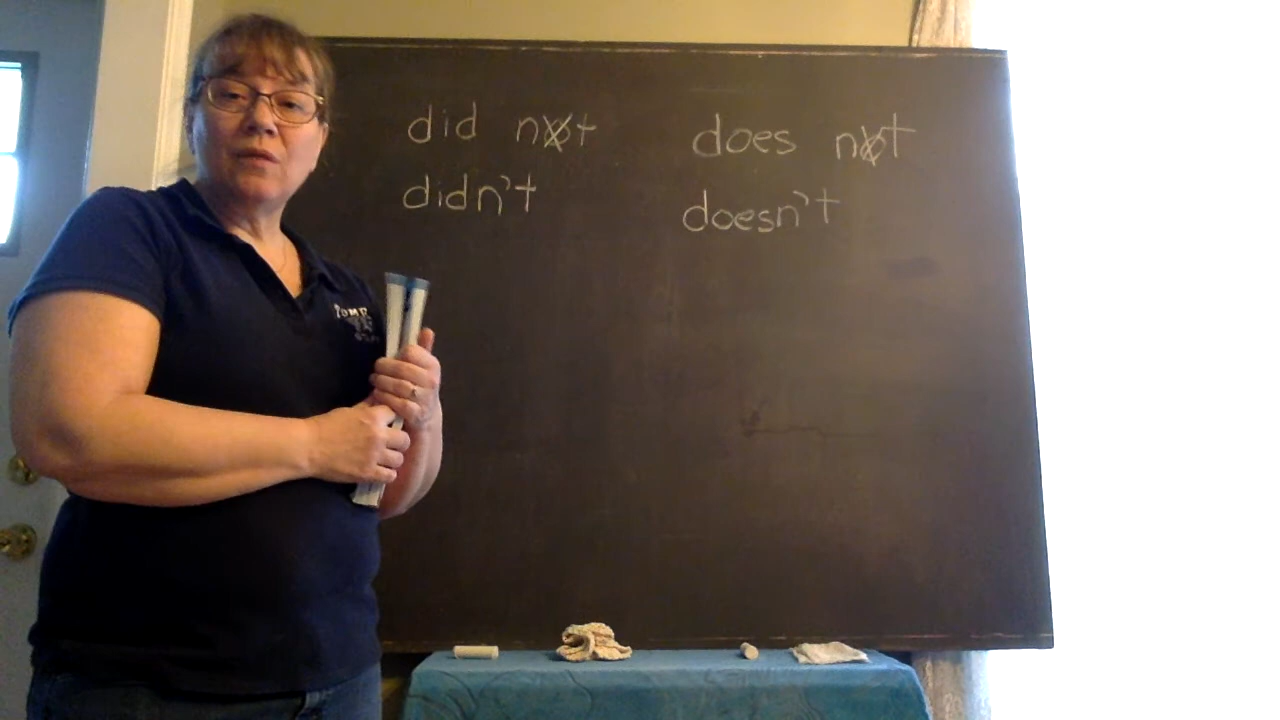 did not
didn't
does not
doesn't